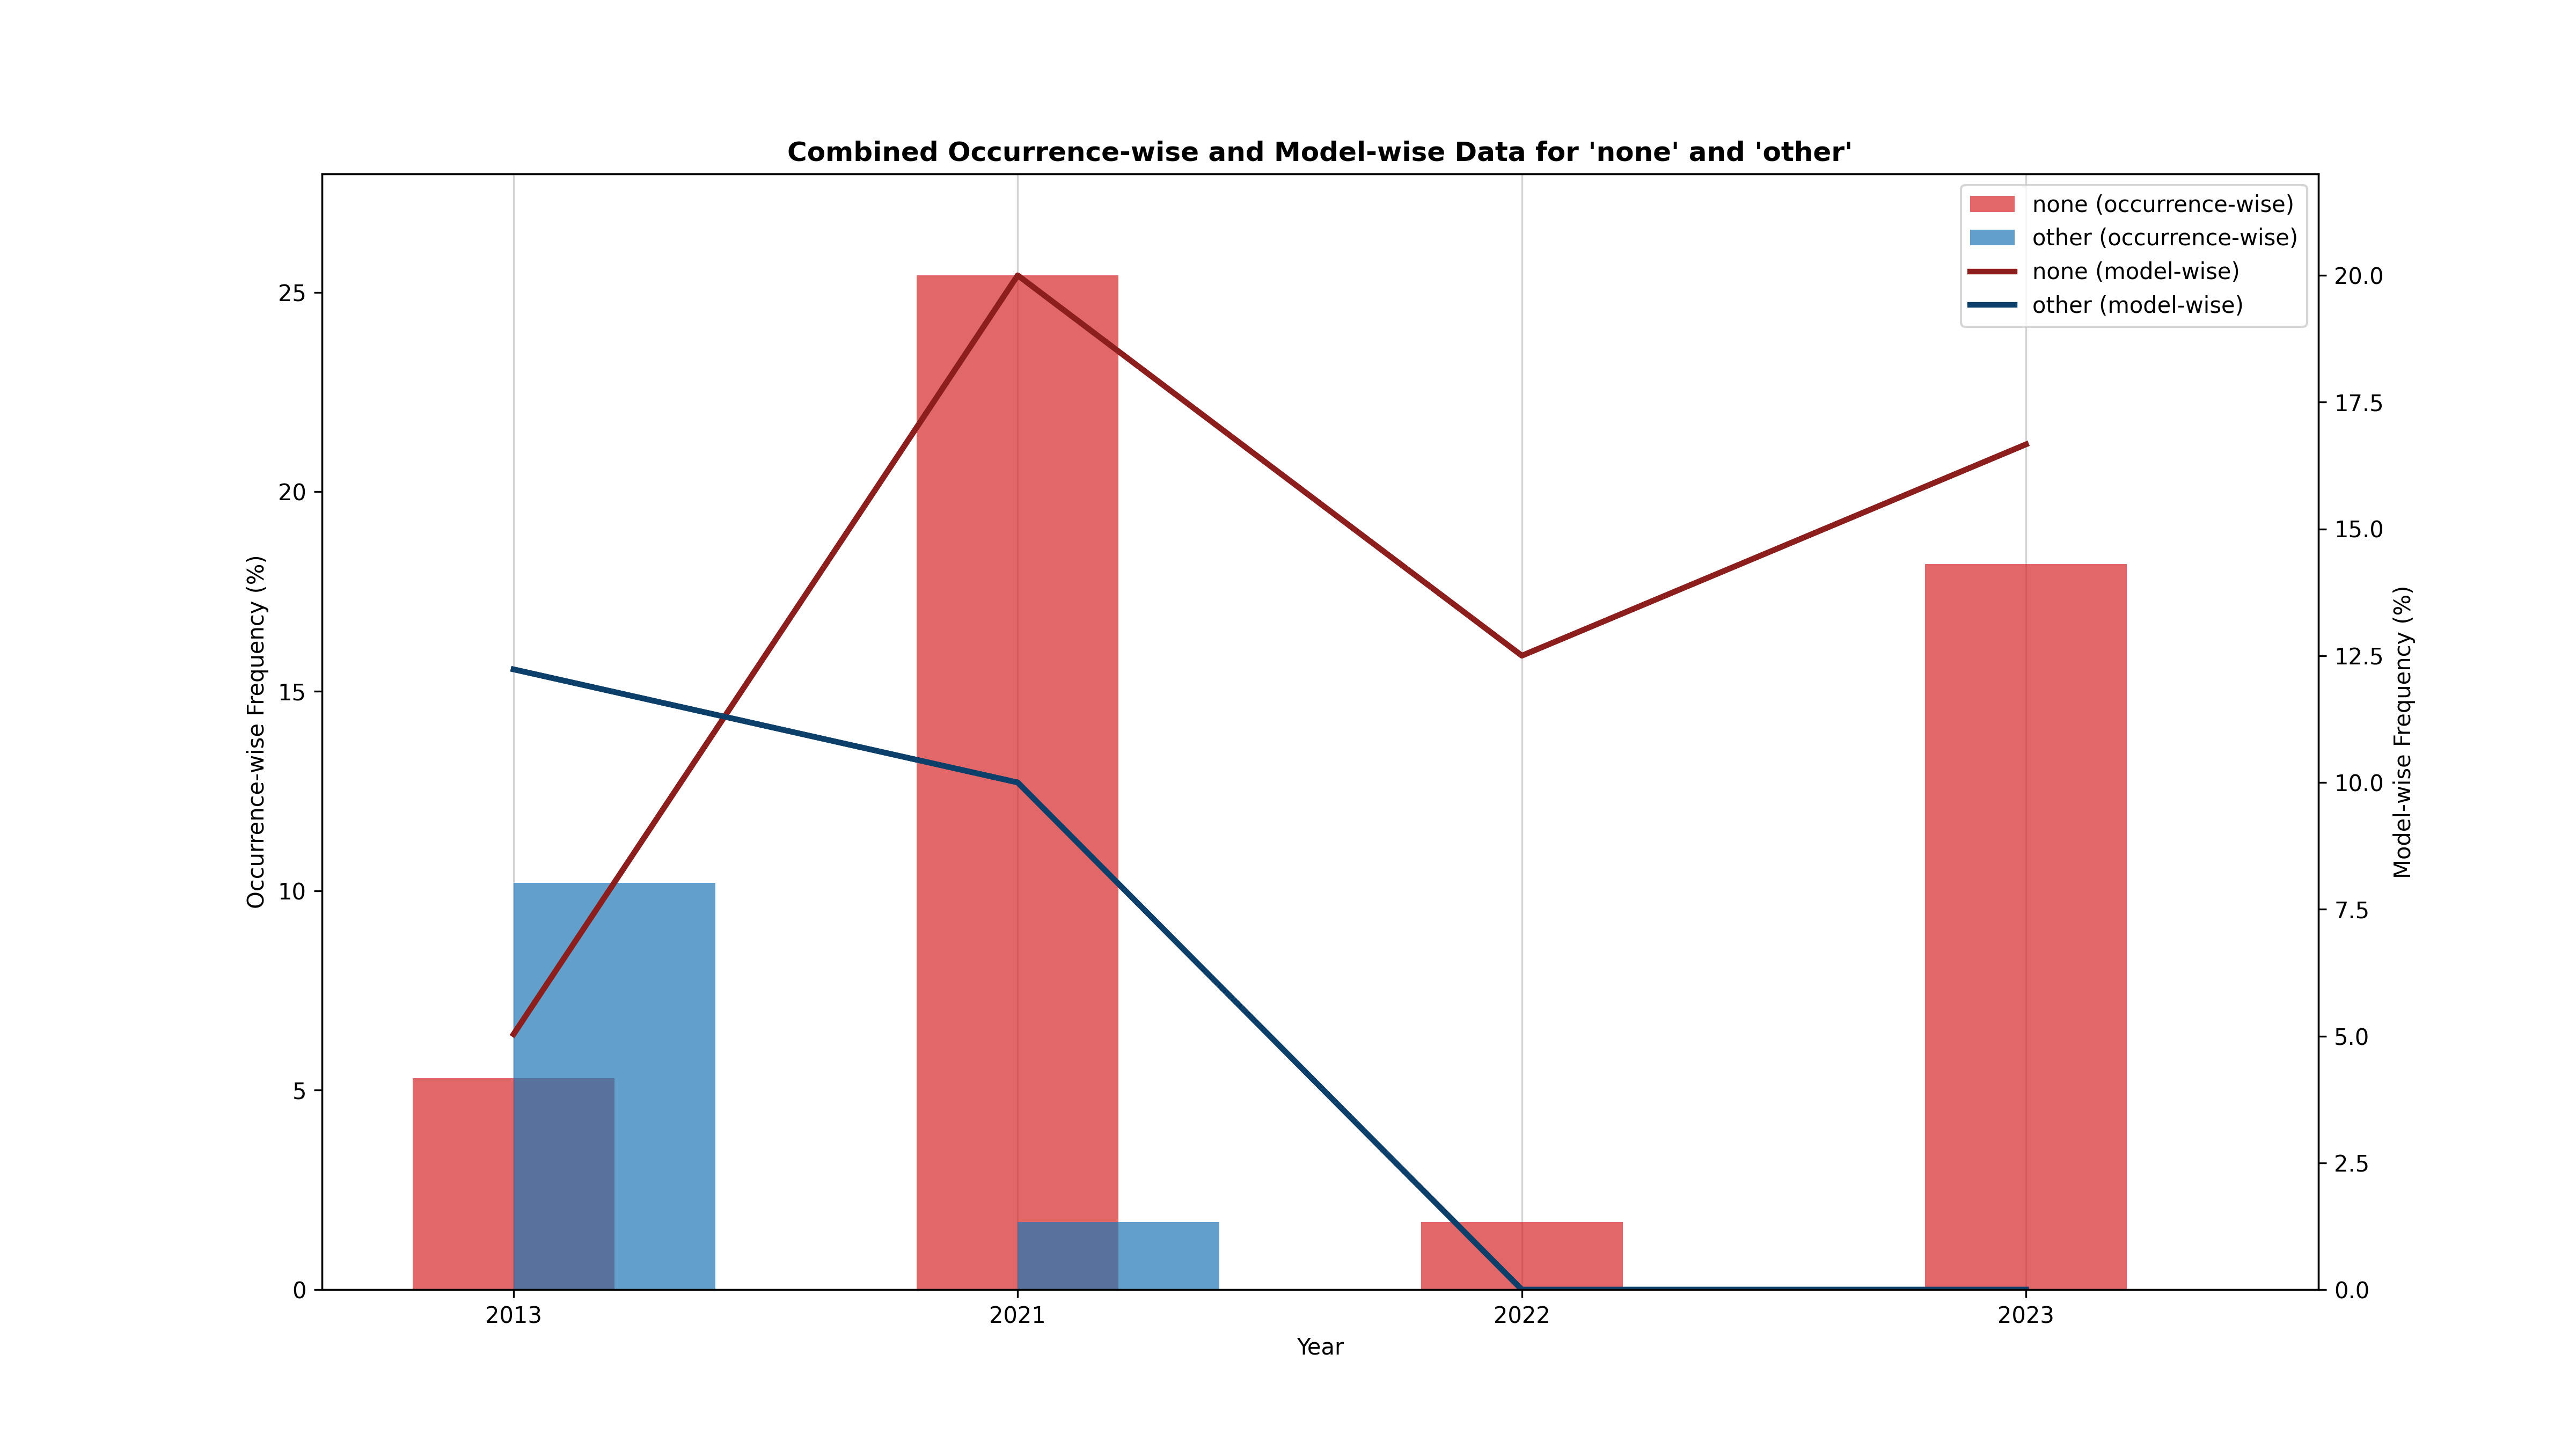 Combined Occurrence-wise and Model-wise Data for 'none' and 'other'
none (occurrence-wise)
other (occurrence-wise)
none (model-wise)
other (model-wise)
Occurrence-wise Frequency (%)
25
20
15
10
5
0
20.0
17.5
15.0
12.5
10.0
7.5
5.0
2.5
0.0
Model-wise Frequency (%)
2013
2021
2022
2023
Year